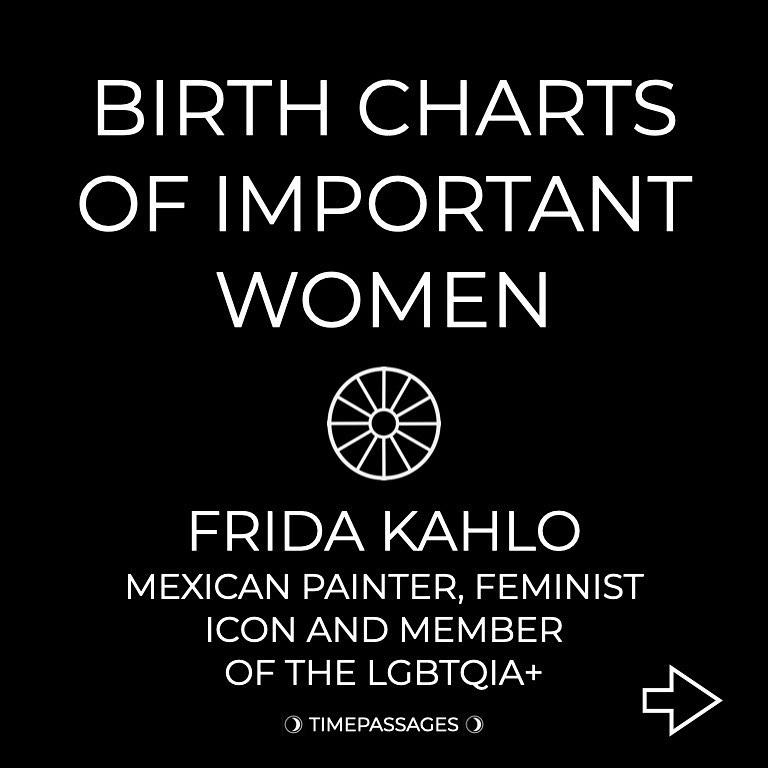 BIRTH CHARTS
OF IMPORTANT
WOMEN
FRIDA KAHLO
MEXICAN PAINTER, FEMINIST
ICON AND MEMBER
OF THE LGBTQIA+
TIMEPASSAGES